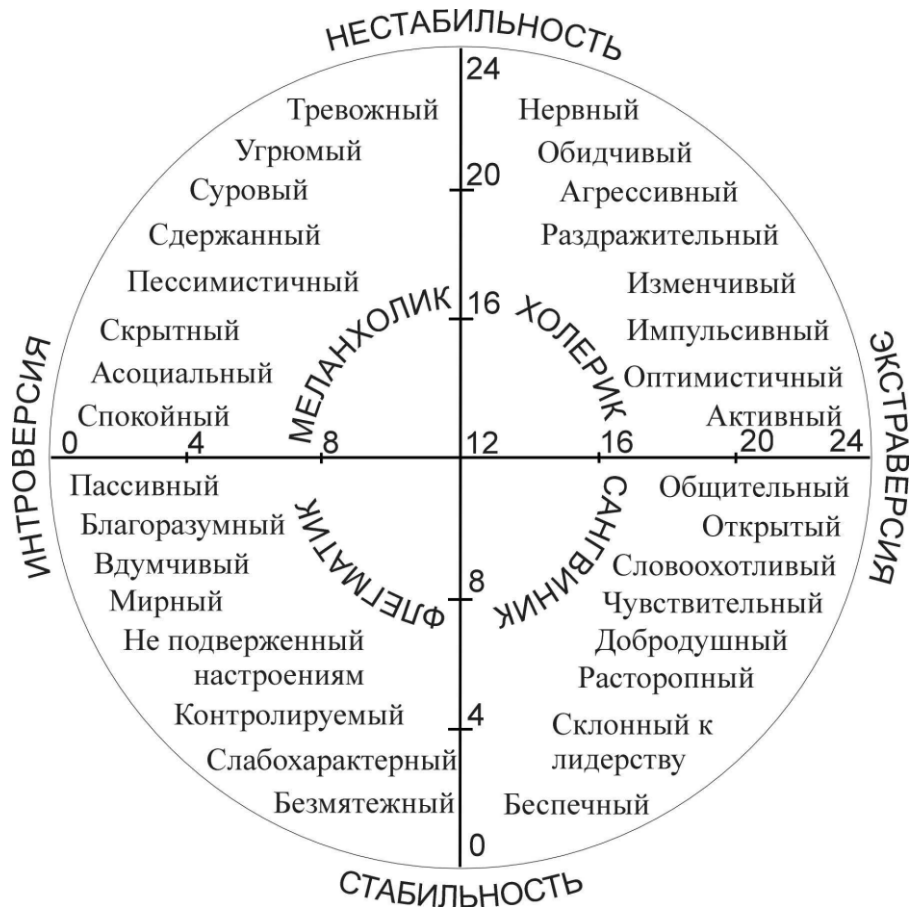 НЕСТАБИЛЬНОСТЬ
24
Тревожный
Нервный
Угрюмый
Обидчивый
Суровый
20
Агрессивный
Сдержанный
Раздражительный
Пессимистичный
Изменчивый
МЕЛАНХОЛИК
16
ХОЛЕРИК
Скрытный
Импульсивный
Асоциальный
Оптимистичный
Спокойный
Активный
ИНТРОВЕРСИЯ
0 4 8 12 16 20 24
ЭКСТРАВЕРСИЯ
Пассивный
Общительный
Благоразумный
Открытый
Вдумчивый
Словоохотливый
Мирный
Чувствительный
ФЛЕГМАТИК
8
САНГВИНИК
Не подверженный
настроениям
Добродушный
Расторопный
Контролируемый
4
Склонный к
лидерству
Слабохарактерный
Безмятежный
Беспечный
0
СТАБИЛЬНОСТЬ